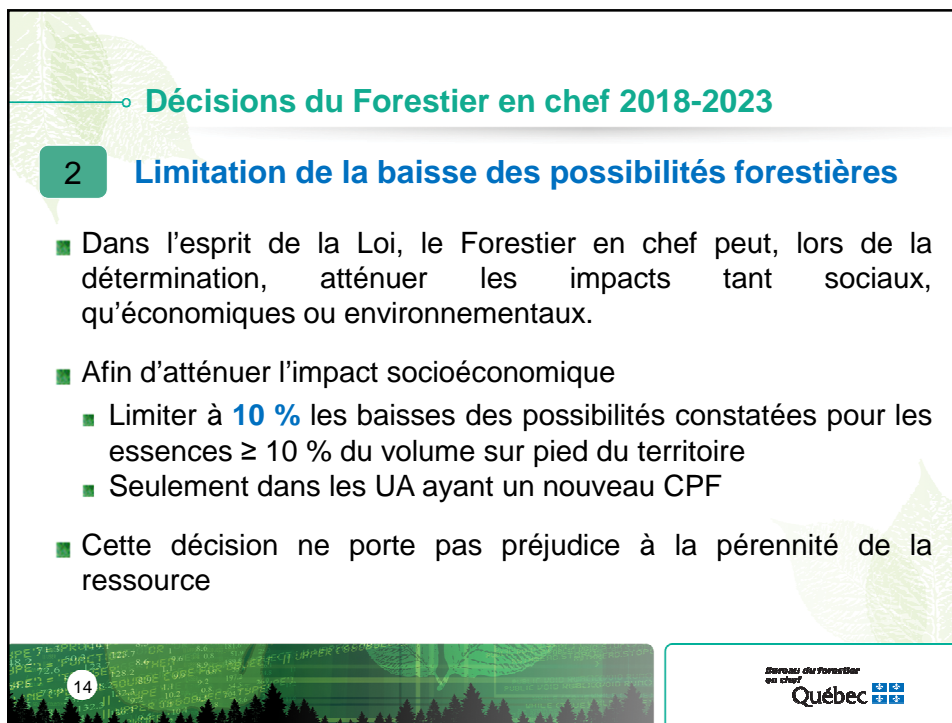 Décisions du Forestier en chef 2018-2023
2 Limitation de la baisse des possibilités forestières
Dans l’esprit de la Loi, le Forestier en chef peut, lors de la
détermination, atténuer les impacts tant sociaux,
qu’économiques ou environnementaux.
Afin d’atténuer l’impact socioéconomique
Limiter à 10 % les baisses des possibilités constatées pour les
essences ≥ 10 % du volume sur pied du territoire
Seulement dans les UA ayant un nouveau CPF
Cette décision ne porte pas préjudice à la pérennité de la
ressource
14
Bureau du forestier
en chef
Québec